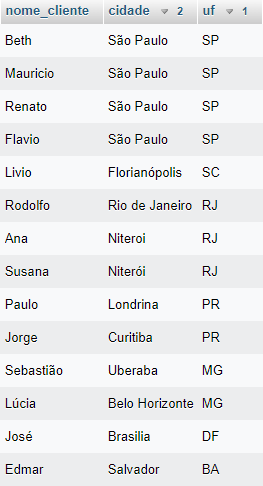 nome_cliente cidade 2 uf 1
Beth São Paulo SP
Mauricio São Paulo SP
Renato São Paulo SP
Flavio São Paulo SP
Livio Florianópolis SC
Rodolfo Rio de Janeiro RJ
Ana Niteroi RJ
Susana Niterói RJ
Paulo Londrina PR
Jorge Curitiba PR
Sebastião Uberaba MG
Lúcia Belo Horizonte MG
José Brasilia DF
Edmar Salvador BA